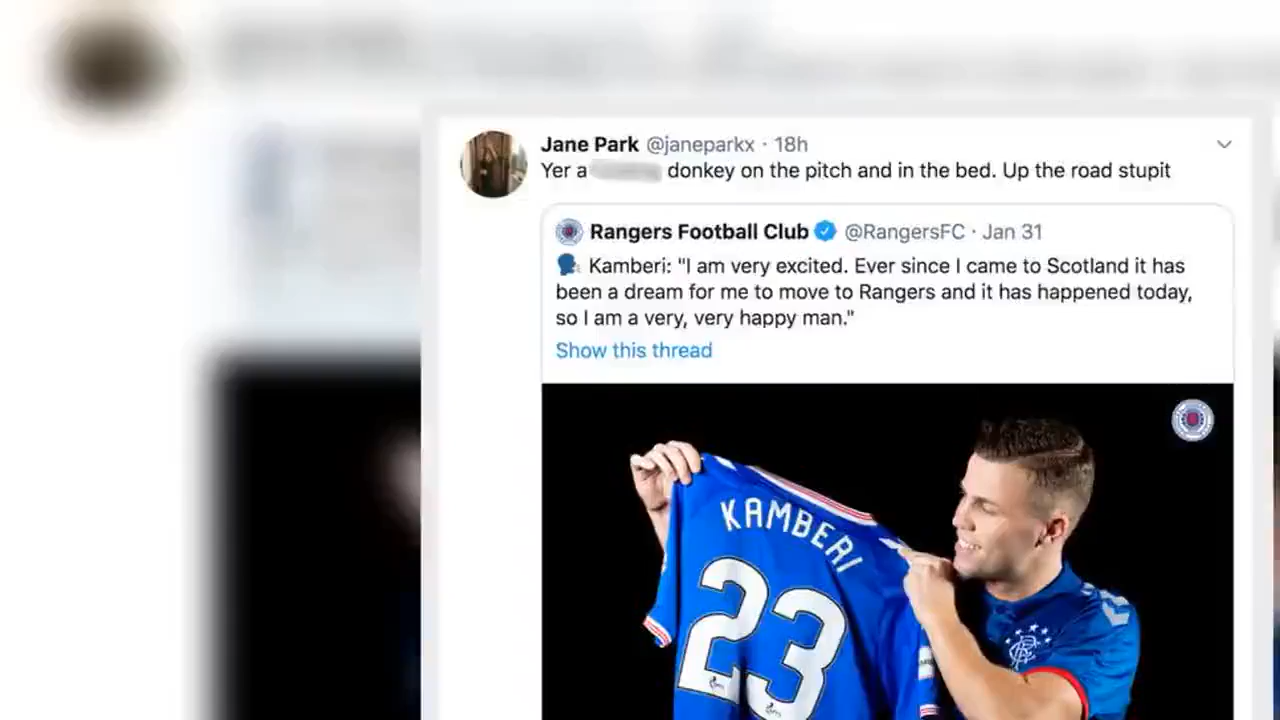 Jane Park @janeparkx · 18h
Yer a donkey on the pitch and in the bed. Up the road stupit
Rangers Football Club @RangersFC · Jan 31
Kamberi: "I am very excited. Ever since I came to Scotland it has
been a dream for me to move to Rangers and it has happened today,
so I am a very, very happy man."
Show this thread
KAMBERI
23